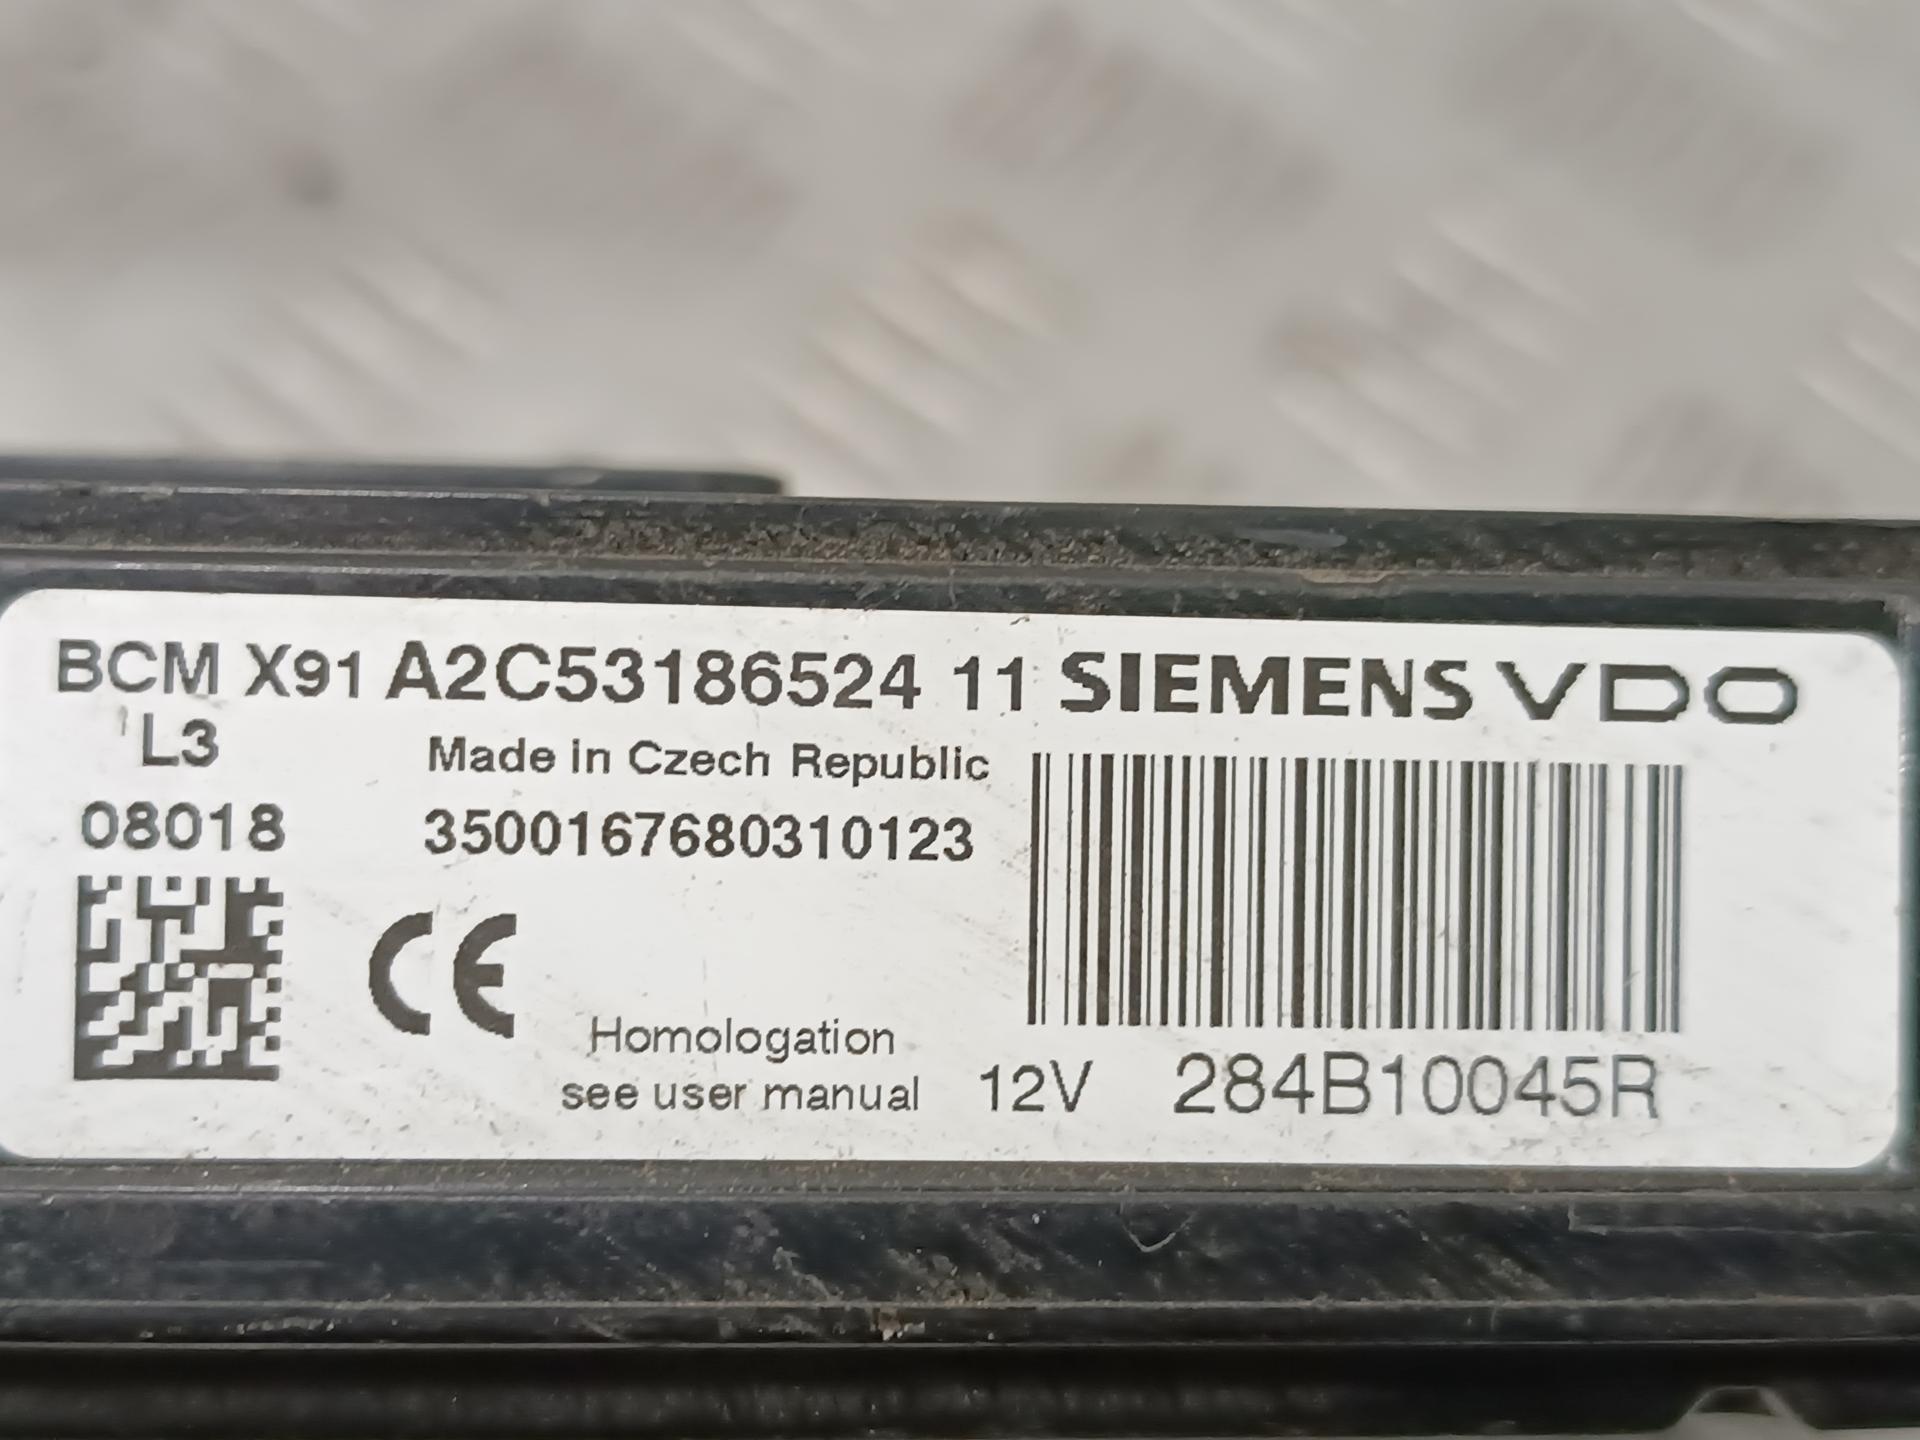 BCM X91 A2C53186524 11 SIEMENS VDO
L3 Made in Czech Republic
08018 3500167680310123
CE
Homologation
see user manual 12V 284B10045R